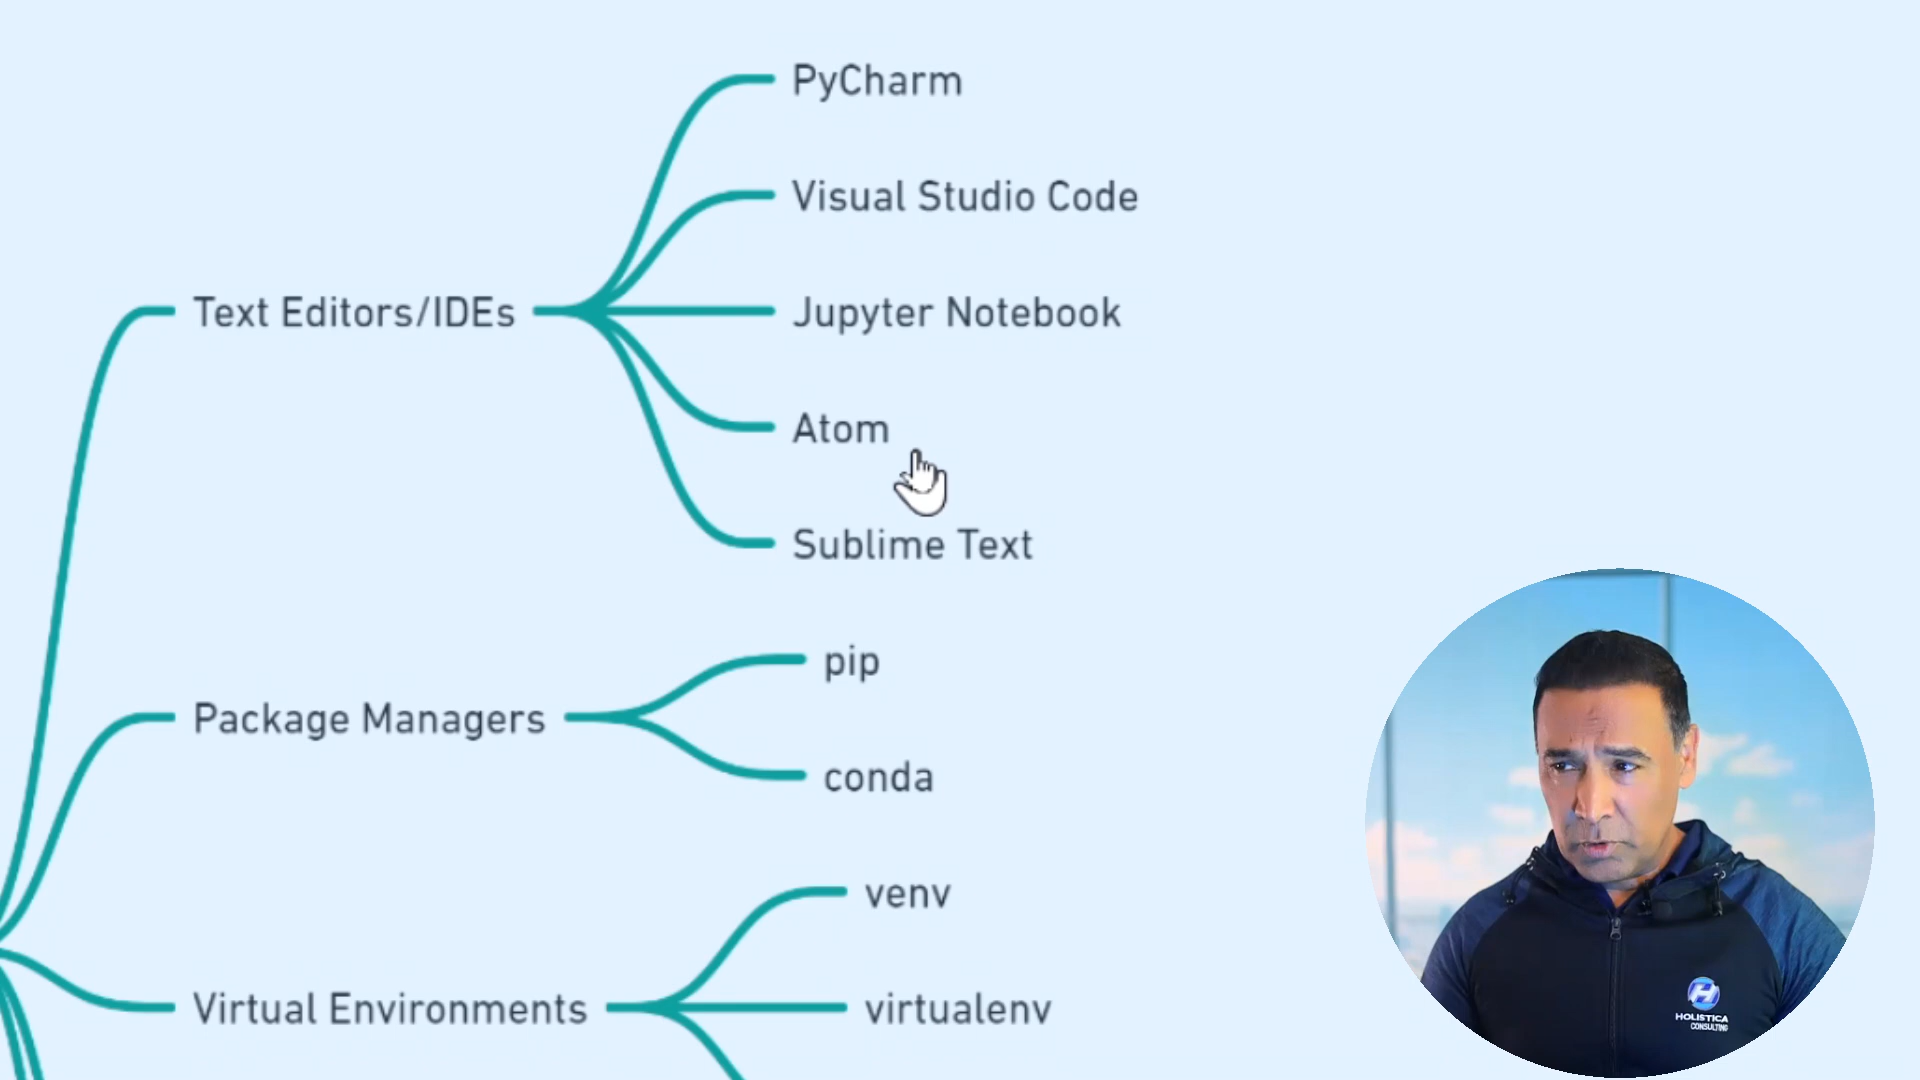 PyCharm
Visual Studio Code
Text Editors/IDEs
Jupyter Notebook
Atom
Sublime Text
pip
Package Managers
conda
venv
Virtual Environments
virtualenv
HOLISTICA
CONSULTING